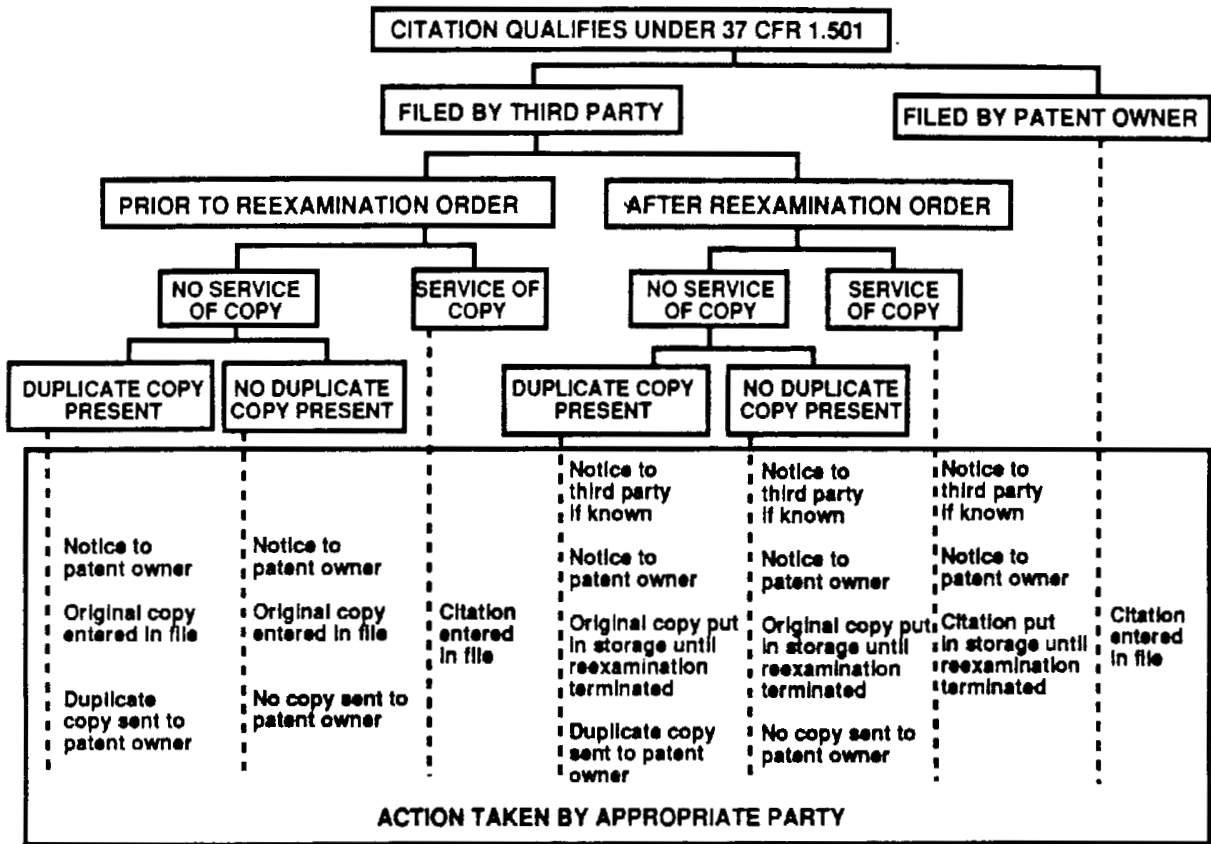 CITATION QUALIFIES UNDER 37 CFR 1.501
FILED BY THIRD PARTY
FILED BY PATENT OWNER
PRIOR TO REEXAMINATION ORDER
AFTER REEXAMINATION ORDER
NO SERVICE
OF COPY
SERVICE OF
COPY
NO SERVICE
OF COPY
SERVICE
OF COPY
DUPLICATE COPY
PRESENT
NO DUPLICATE
COPY PRESENT
DUPLICATE COPY
PRESENT
NO DUPLICATE
COPY PRESENT
Notice to
patent owner
Original copy
entered in file
Duplicate
copy sent to
patent owner
Notice to
patent owner
Original copy
entered in file
No copy sent to
patent owner
Citation
entered
in file
Notice to
third party
if known
Notice to
patent owner
Original copy put
in storage until
reexamination
terminated
Duplicate copy
sent to patent
owner
Notice to
third party
if known
Notice to
patent owner
Original copy put
in storage until
reexamination
terminated
No copy sent to
patent owner
Notice to
third party
if known
Notice to
patent owner
Citation put
in storage until
reexamination
terminated
Citation
entered
in file
ACTION TAKEN BY APPROPRIATE PARTY